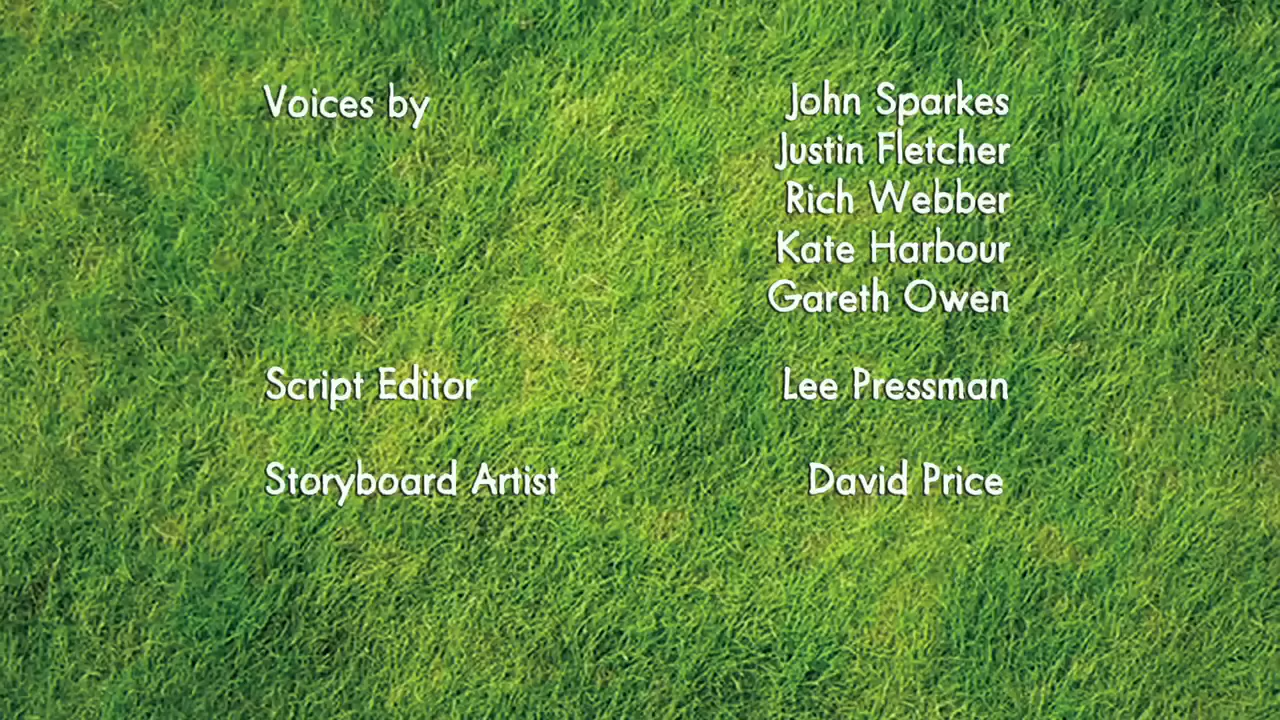 Voices by John Sparkes
Justin Fletcher
Rich Webber
Kate Harbour
Gareth Owen
Script Editor Lee Pressman
Storyboard Artist David Price